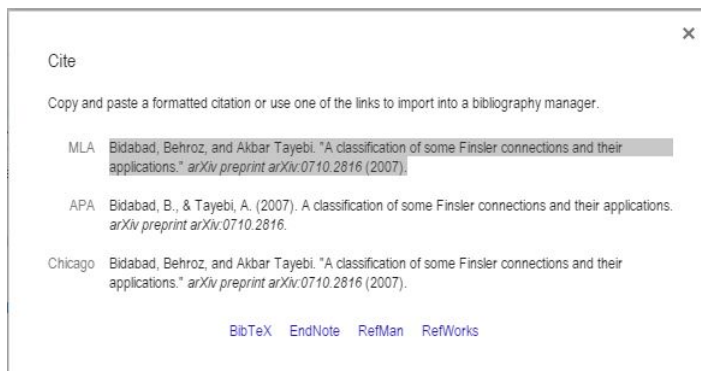 Cite
Copy and paste a formatted citation or use one of the links to import into a bibliography manager.
MLA Bidabad, Behroz, and Akbar Tayebi. "A classification of some Finsler connections and their
applications." arXiv preprint arXiv:0710.2816 (2007).
APA Bidabad, B., & Tayebi, A. (2007). A classification of some Finsler connections and their applications.
arXiv preprint arXiv:0710.2816.
Chicago Bidabad, Behroz, and Akbar Tayebi. "A classification of some Finsler connections and their
applications." arXiv preprint arXiv:0710.2816 (2007).
BibTeX EndNote RefMan RefWorks